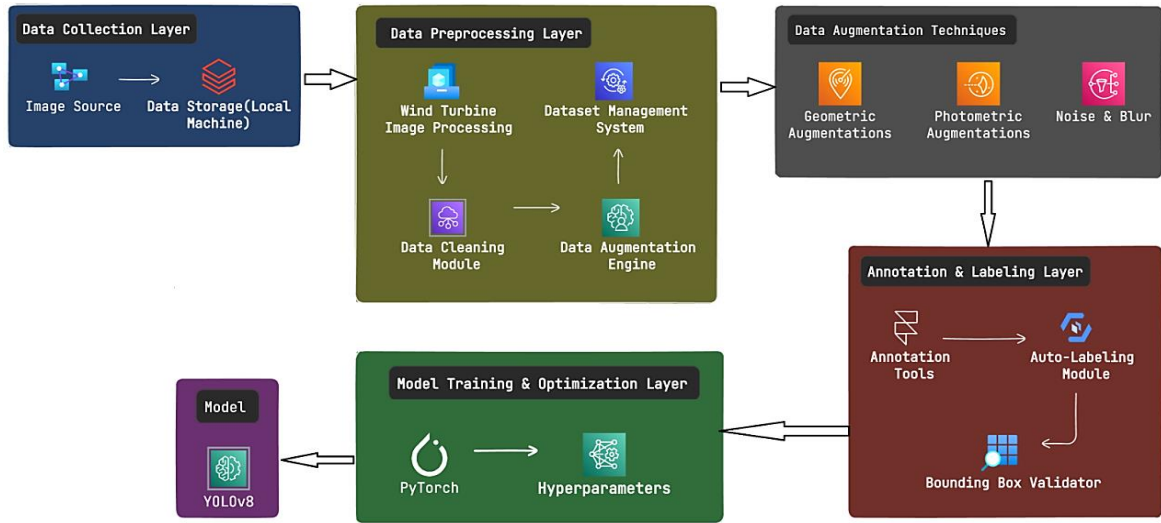 Data Collection Layer
Image Source
Data Storage(Local
Machine)
Data Preprocessing Layer
Wind Turbine
Image Processing
Dataset Management
System
Data Cleaning
Module
Data Augmentation
Engine
Data Augmentation Techniques
Geometric
Augmentations
Photometric
Augmentations
Noise & Blur
Annotation & Labeling Layer
Annotation
Tools
Auto-Labeling
Module
Bounding Box Validator
Model Training & Optimization Layer
PyTorch
Hyperparameters
Model
YOLOv8